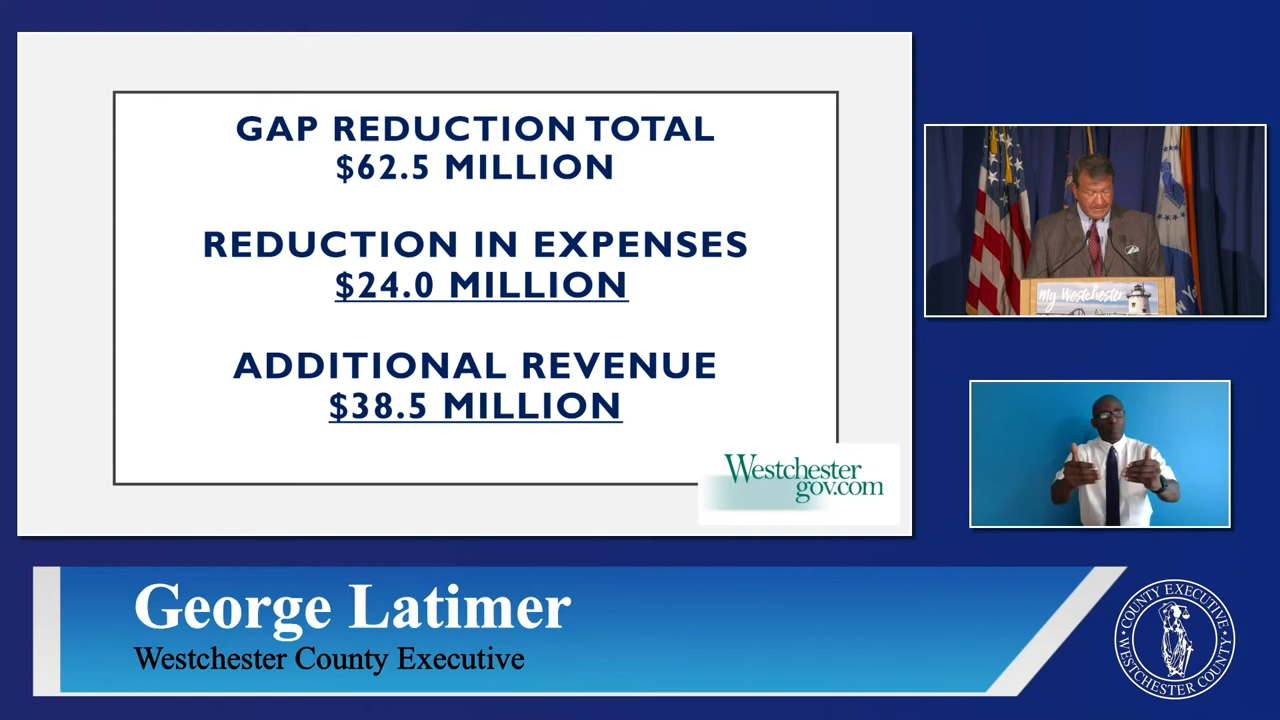 GAP REDUCTION TOTAL
$62.5 MILLION
REDUCTION IN EXPENSES
$24.0 MILLION
ADDITIONAL REVENUE
$38.5 MILLION
Westchester
gov.com
My Westchester
George Latimer
Westchester County Executive
COUNTY EXECUTIVE
WESTCHESTER COUNTY